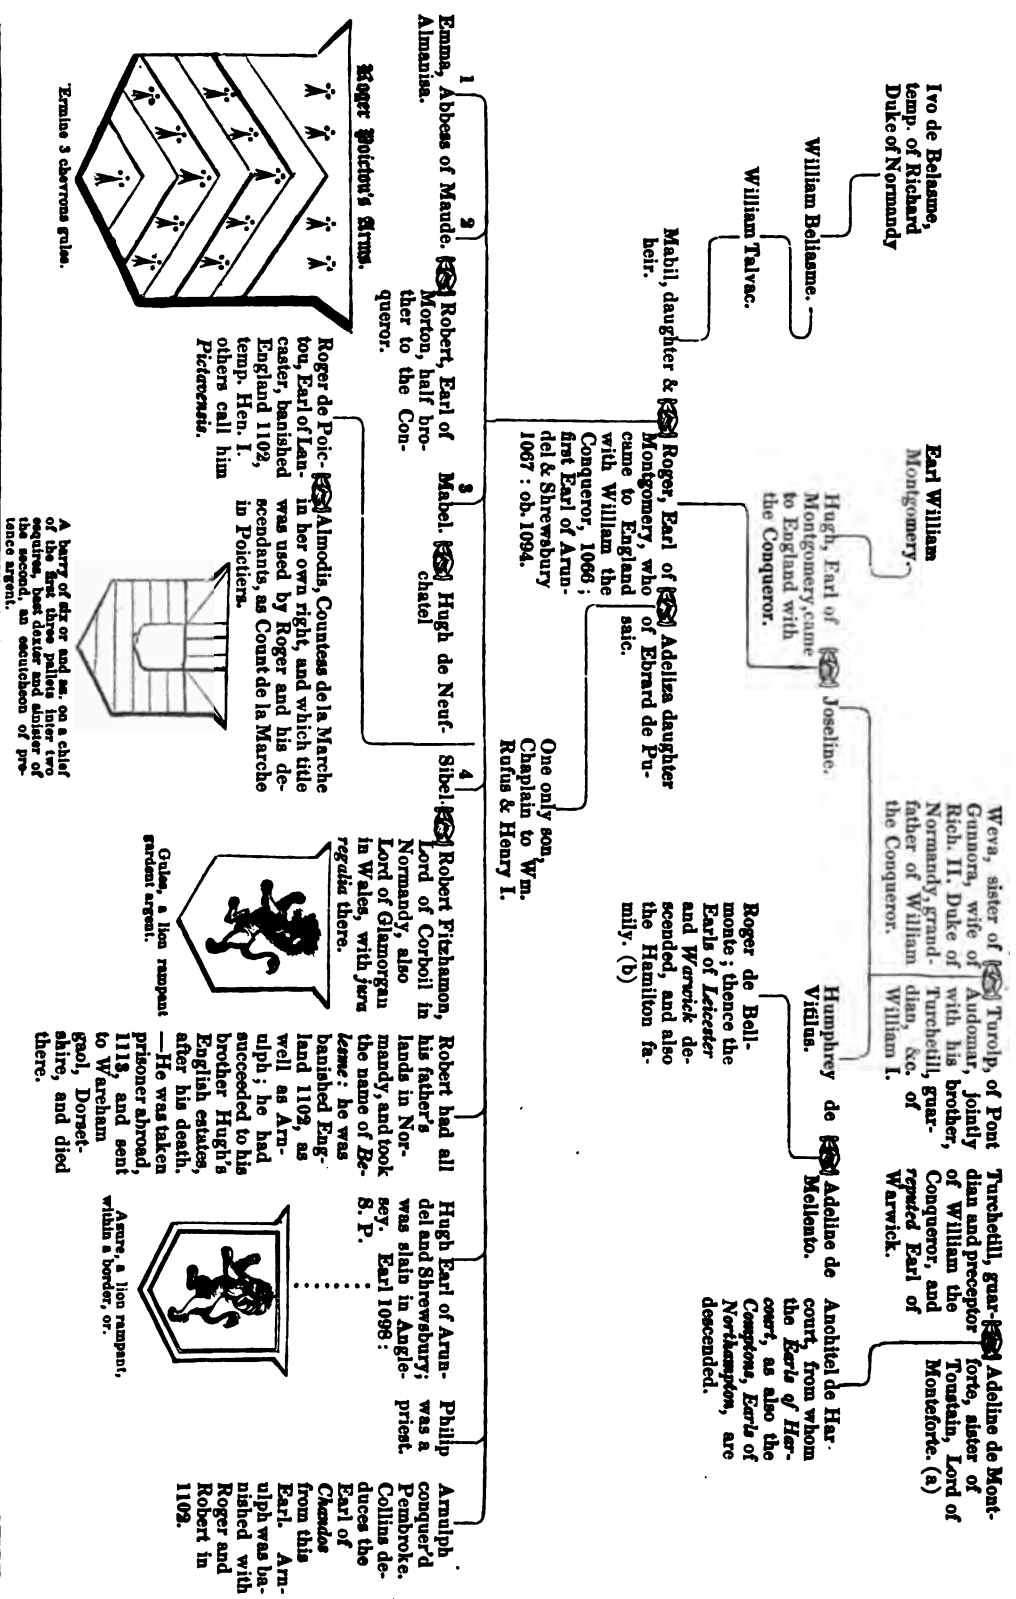 Ivo de Belasme,
temp. of Richard
Duke of Normandy
William Beliasme.
William Talvac.
Mabil, daughter &
heir.
Earl William
Montgomery.
Hugh, Earl of
Montgomery, came
to England with
the Conqueror.
Joseline.
Weva, sister of
Gunnora, wife of
Rich. II. Duke of
Normandy, grand-
father of William
the Conqueror.
Turolp, of Pont
Audomar, jointly
with his brother,
Turchetill, guar-
dian, &c. of
William I.
Turchetill, guar-
dian and preceptor
of William the
Conqueror, and
reputed Earl of
Warwick.
Adeline de Mont-
forte, sister of
Toustain, Lord of
Monteforte. (a)
Humphrey de
Vitilus.
Adeline de
Mellento.
Anchitel de Har-
court, from whom
the Earls of Har-
court, as also the
Comptons, Earls of
Northampton, are
descended.
Roger de Bell-
monte; thence the
Earls of Leicester
and Warwick de-
scended, and also
the Hamilton fa-
mily. (b)
Roger, Earl of
Montgomery, who
came to England
with William the
Conqueror, 1066;
first Earl of Arun-
del & Shrewsbury
1067: ob. 1094.
Adeliza daughter
of Ebrard de Pu-
saic.
One only son,
Chaplain to Wm.
Rufus & Henry I.
1
Emma, Abbess of
Almanisa.
2
Maude.
Robert, Earl of
Morton, half bro-
ther to the Con-
queror.
3
Mabel.
Hugh de Neuf-
chatel
4
Sibel.
Robert Fitzhamon,
Lord of Corboil in
Normandy, also
Lord of Glamorgan
in Wales, with jura
regalia there.
Robert had all
his father's
lands in Nor-
mandy, and took
the name of Be-
lesme: he was
banished Eng-
land 1102, as
well as Arn-
ulph; he had
succeeded to his
brother Hugh's
English estates,
after his death.
—He was taken
prisoner abroad,
1113, and sent
to Wareham
gaol, Dorset-
shire, and died
there.
Hugh Earl of Arun-
del and Shrewsbury;
was slain in Angle-
sey. Earl 1098:
S. P.
Philip
was a
priest.
Arnulph
conquer'd
Pembroke.
Collins de-
duces the
Earl of
Chandos
from this
Earl. Arn-
ulph was ba-
nished with
Roger and
Robert in
1102.
Roger Poictou's Arms.
Ermine 3 chevrons gules.
Roger de Poic-
tou, Earl of Lan-
caster, banished
England 1102,
temp. Hen. I.
others call him
Pictavensis.
Almodis, Countess de la Marche
in her own right, and which title
was used by Roger and his de-
scendants, as Count de la Marche
in Poictiers.
A barry of six or and az. on a chief
of the first three pallets inter two
esquires, bast dexter and sinister of
the second, an escutcheon of pre-
tence argent.
Gules, a lion rampant
gardent argent.
Azure, a lion rampant,
within a border, or.